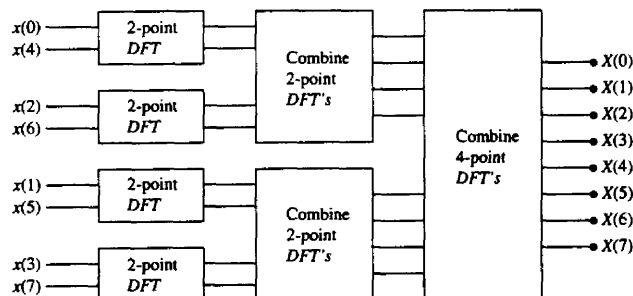 x(0)
x(4)
2-point
DFT
x(2)
x(6)
2-point
DFT
Combine
2-point
DFT's
x(1)
x(5)
2-point
DFT
x(3)
x(7)
2-point
DFT
Combine
2-point
DFT's
Combine
4-point
DFT's
X(0)
X(1)
X(2)
X(3)
X(4)
X(5)
X(6)
X(7)